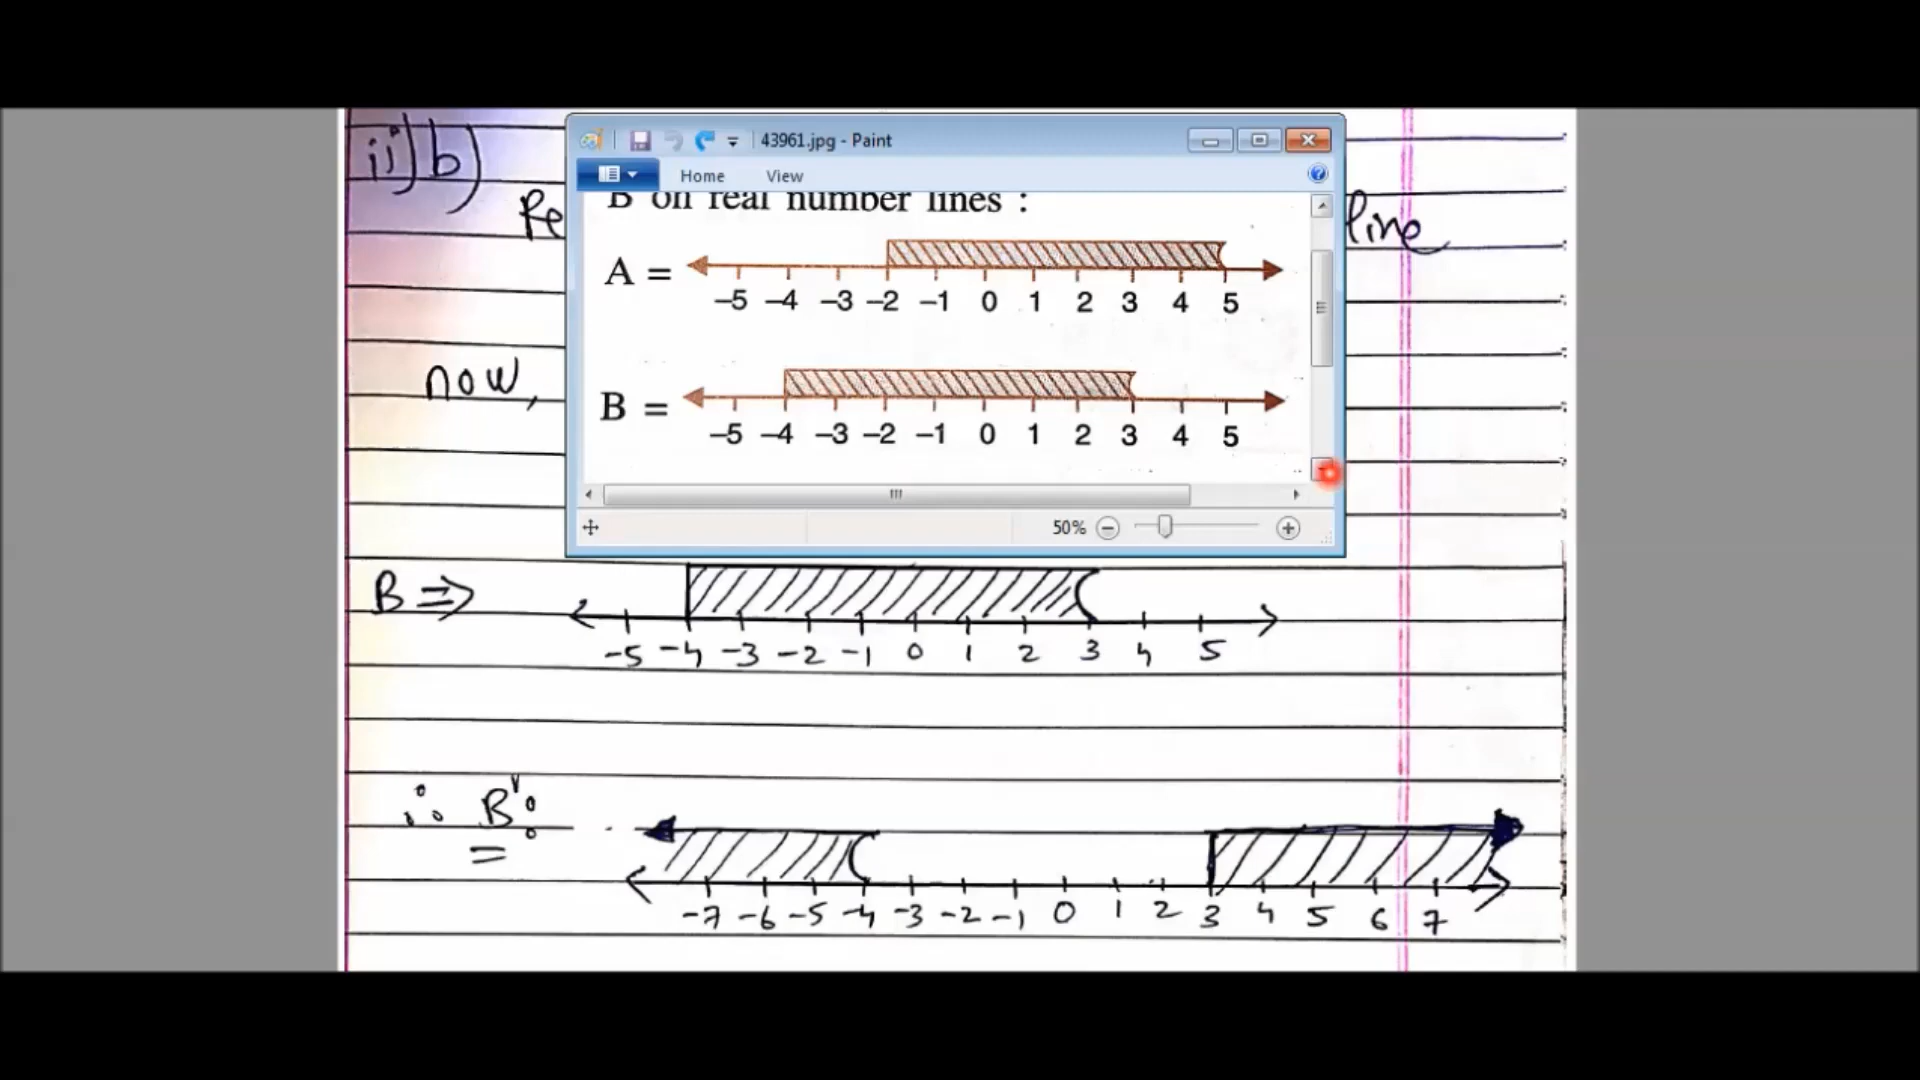 ii) b)
line
now,
43961.jpg - Paint
Home View
B on real number lines :
A =
–5 –4 –3 –2 –1 0 1 2 3 4 5
B =
–5 –4 –3 –2 –1 0 1 2 3 4 5
50%
B ⇒
-5 -4 -3 -2 -1 0 1 2 3 4 5
∴ B':
-7 -6 -5 -4 -3 -2 -1 0 1 2 3 4 5 6 7